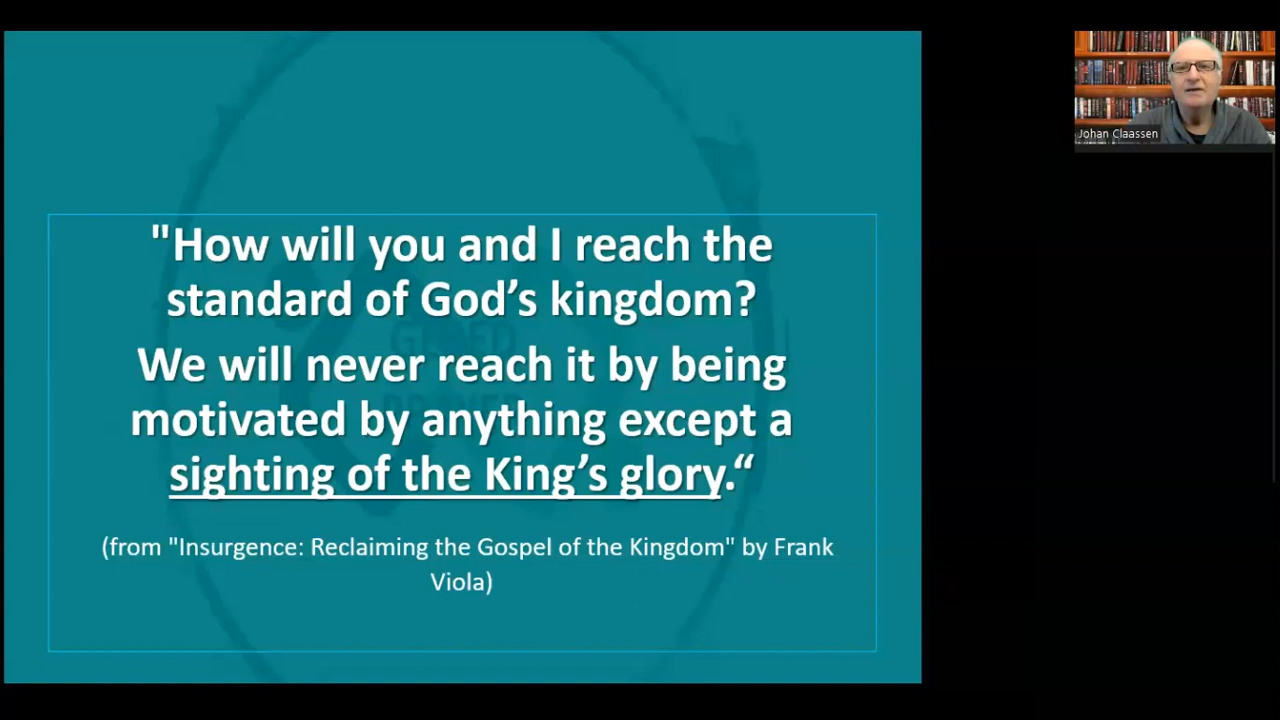 "How will you and I reach the
standard of God’s kingdom?
We will never reach it by being
motivated by anything except a
sighting of the King’s glory.“
(from "Insurgence: Reclaiming the Gospel of the Kingdom" by Frank
Viola)
Johan Claassen